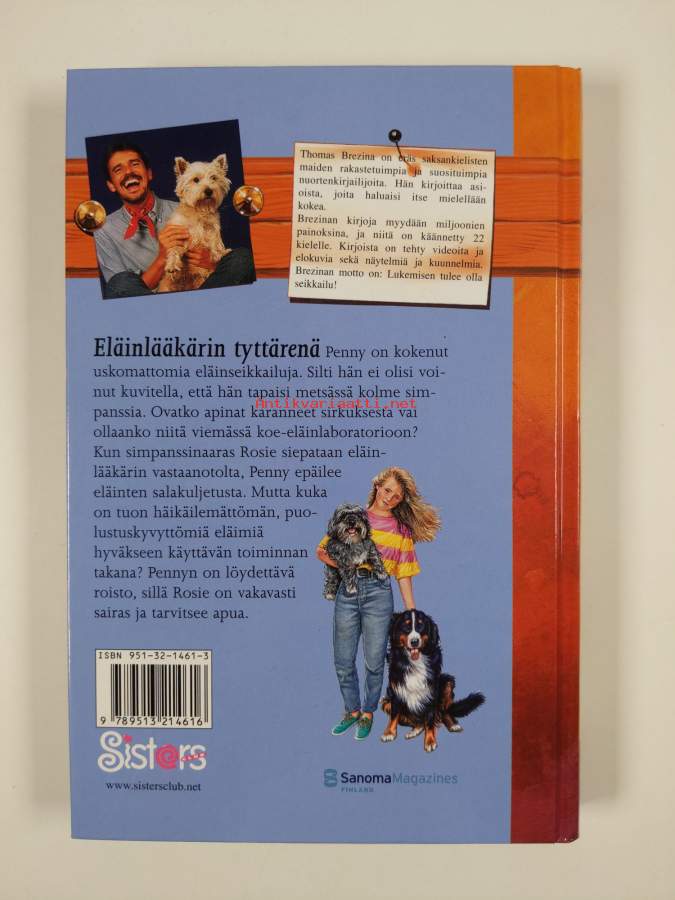 Thomas Brezina on eräs saksankielisten
maiden rakastetuimpia ja suosituimpia
nuortenkirjailijoita. Hän kirjoittaa asi-
oista, joita haluaisi itse mielellään
kokea.
Brezinan kirjoja myydään miljoonien
painoksina, ja niitä on käännetty 22
kielelle. Kirjoista on tehty videoita ja
elokuvia sekä näytelmiä ja kuunnelmia.
Brezinan motto on: Lukemisen tulee olla
seikkailu!
Eläinlääkärin tyttärenä Penny on kokenut
uskomattomia eläinseikkailuja. Silti hän ei olisi voi-
nut kuvitella, että hän tapaisi metsässä kolme sim-
panssia. Ovatko apinat karanneet sirkuksesta vai
Antikvariaatti.net
ollaanko niitä viemässä koe-eläinlaboratorioon?
Kun simpanssinaaras Rosie siepataan eläin-
lääkärin vastaanotolta, Penny epäilee
eläinten salakuljetusta. Mutta kuka
on tuon häikäilemättömän, puo-
lustuskyvyttömiä eläimiä
hyväkseen käyttävän toiminnan
takana? Pennyn on löydettävä
roisto, sillä Rosie on vakavasti
sairas ja tarvitsee apua.
ISBN 951-32-1461-3
9 789513 214616
Sist@rs
www.sistersclub.net
SanomaMagazines
FINLAND